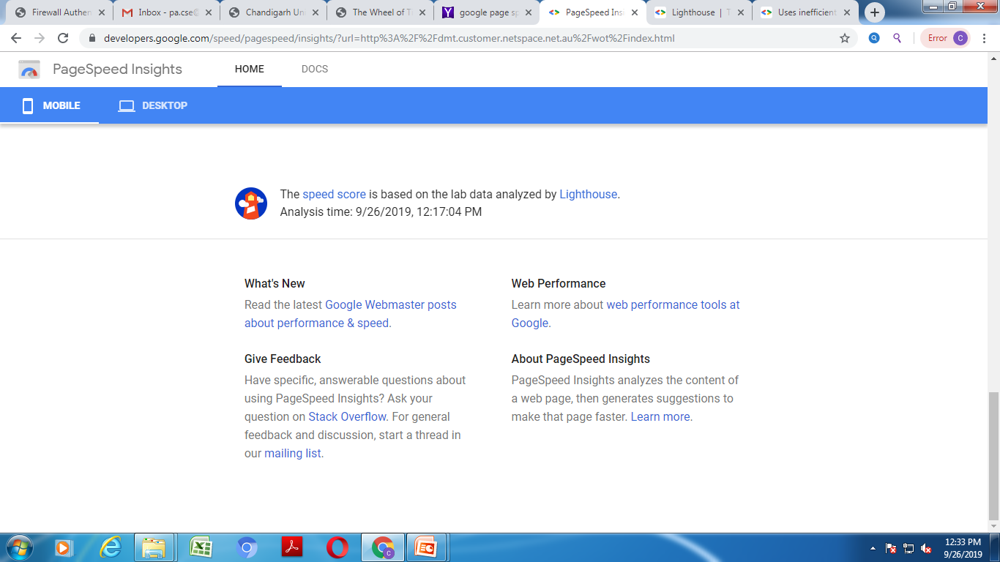 Firewall Authen
Inbox - pa.cse@
Chandigarh Uni
The Wheel of Ti
google page sp
PageSpeed Insi
Lighthouse | T
Uses inefficient
developers.google.com/speed/pagespeed/insights/?url=http%3A%2F%2Fdmt.customer.netspace.net.au%2Fwot%2Findex.html
Error C
PageSpeed Insights
HOME
DOCS
MOBILE
DESKTOP
The speed score is based on the lab data analyzed by Lighthouse.
Analysis time: 9/26/2019, 12:17:04 PM
What's New
Read the latest Google Webmaster posts
about performance & speed.
Web Performance
Learn more about web performance tools at
Google.
Give Feedback
Have specific, answerable questions about
using PageSpeed Insights? Ask your
question on Stack Overflow. For general
feedback and discussion, start a thread in
our mailing list.
About PageSpeed Insights
PageSpeed Insights analyzes the content of
a web page, then generates suggestions to
make that page faster. Learn more.
12:33 PM
9/26/2019